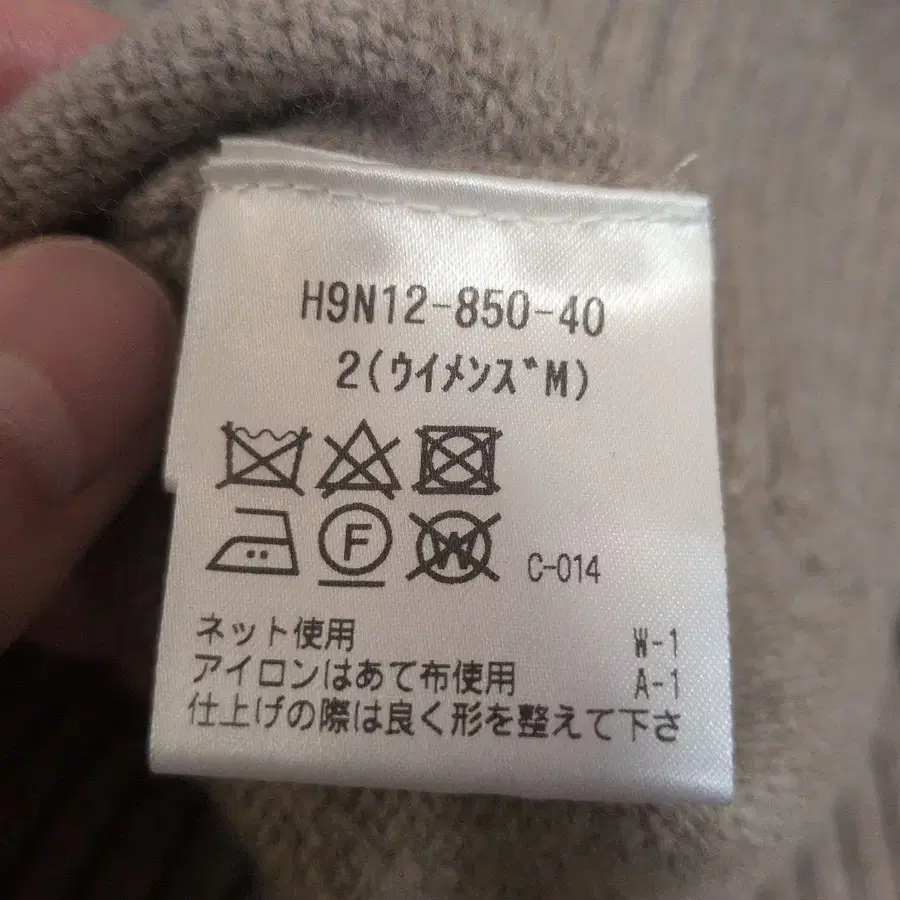 H9N12-850-40
2(ｳｲﾒﾝｽﾞM)
F W C-014
ネット使用 W-1
アイロンはあて布使用 A-1
仕上げの際は良く形を整えて下さ